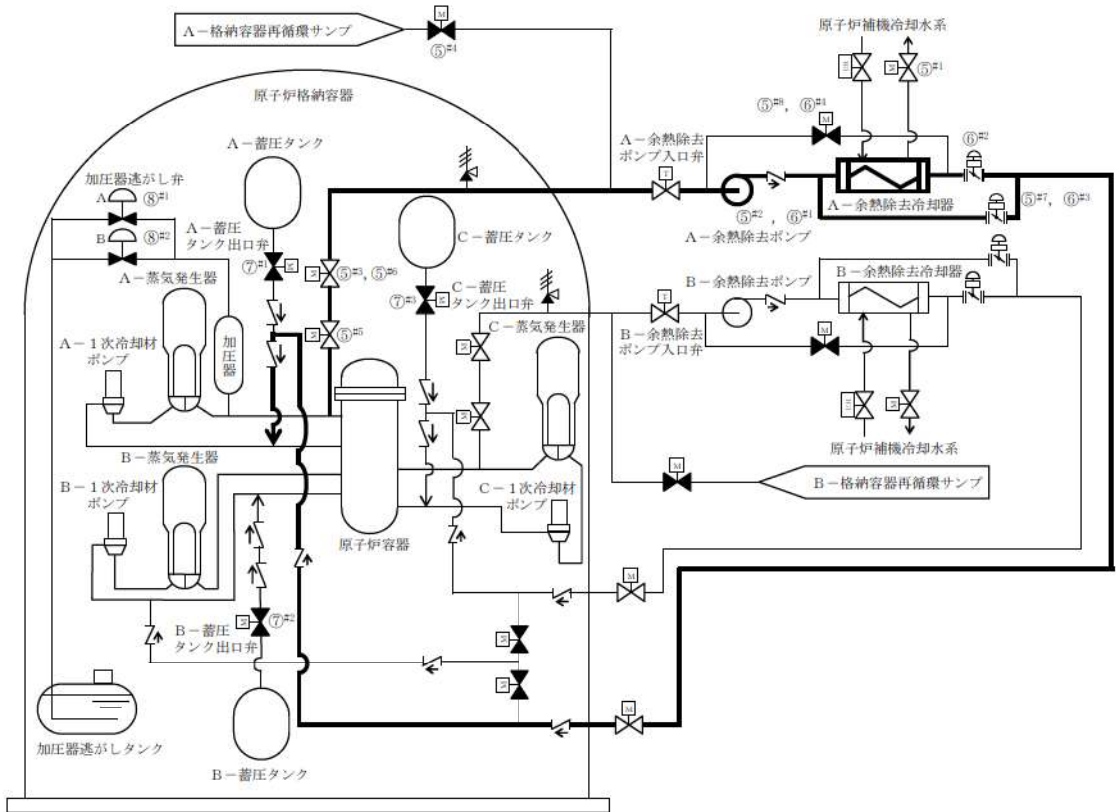 A-格納容器再循環サンプ
M
⑤#4
原子炉補機冷却水系
⑤#1
M
原子炉格納容器
⑤#8, ⑥#4
M
A-蓄圧タンク
A-余熱除去
ポンプ入口弁
T
⑥#2
加圧器逃がし弁
A
⑧#1
B
⑧#2
A-余熱除去冷却器
⑤#7, ⑥#3
A-蓄圧
タンク出口弁
C-蓄圧タンク
⑤#2, ⑥#1
A-余熱除去ポンプ
⑦#1
M
M
⑤#3, ⑤#6
C-蓄圧
タンク出口弁
⑦#3
M
B-余熱除去ポンプ
B-余熱除去冷却器
A-蒸気発生器
T
M
⑤#5
C-蒸気発生器
M
B-余熱除去
ポンプ入口弁
M
A-1次冷却材
ポンプ
加圧器
M
M
原子炉補機冷却水系
B-蒸気発生器
M
B-1次冷却材
ポンプ
C-1次冷却材
ポンプ
B-格納容器再循環サンプ
原子炉容器
M
M
⑦#2
B-蓄圧
タンク出口弁
M
M
M
加圧器逃がしタンク
B-蓄圧タンク